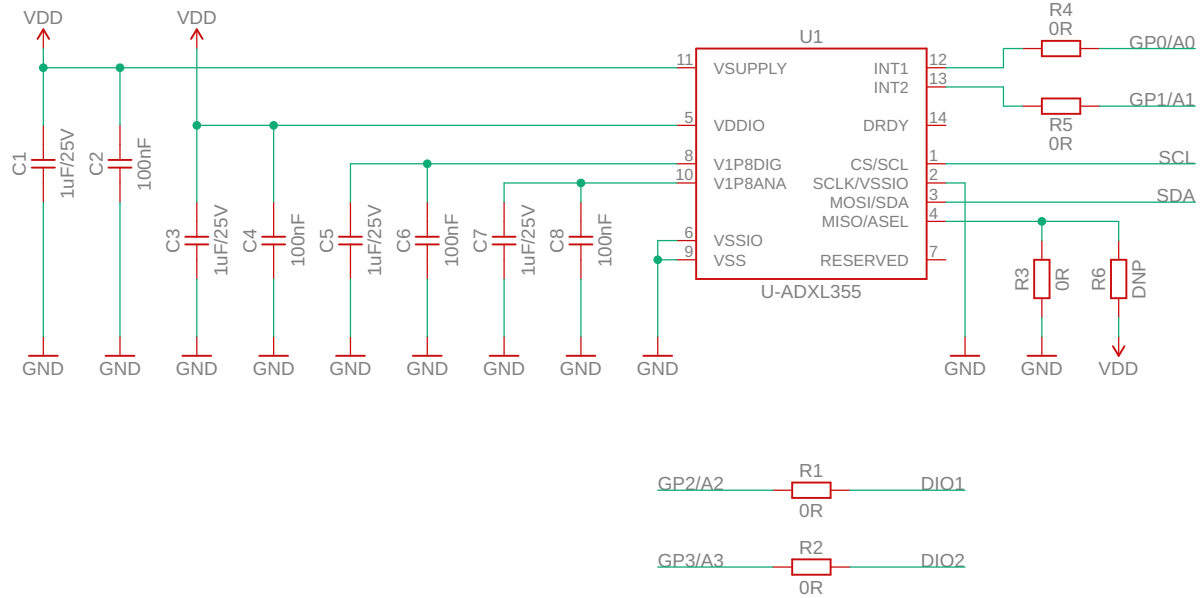 VDD
VDD
C1
1uF/25V
C2
100nF
C3
1uF/25V
C4
100nF
C5
1uF/25V
C6
100nF
C7
1uF/25V
C8
100nF
GND
GND
GND
GND
GND
GND
GND
GND
GND
U1
11
VSUPPLY
5
VDDIO
8
V1P8DIG
10
V1P8ANA
6
VSSIO
9
VSS
INT1
12
INT2
13
DRDY
14
CS/SCL
1
SCLK/VSSIO
2
MOSI/SDA
3
MISO/ASEL
4
RESERVED
7
U-ADXL355
R4
0R
GP0/A0
GP1/A1
R5
0R
SCL
SDA
R3
0R
R6
DNP
GND
GND
VDD
GP2/A2
R1
0R
DIO1
GP3/A3
R2
0R
DIO2